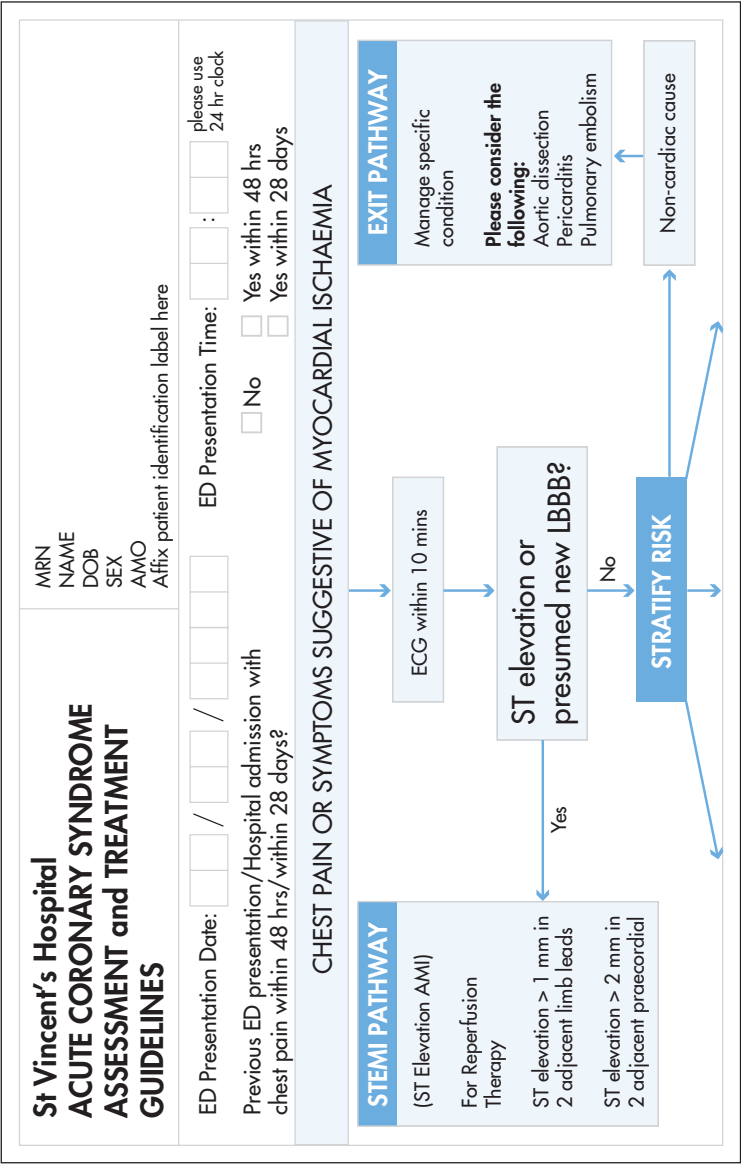 St Vincent's Hospital
ACUTE CORONARY SYNDROME
ASSESSMENT and TREATMENT
GUIDELINES
MRN
NAME
DOB
SEX
AMO
Affix patient identification label here
ED Presentation Date: / /
ED Presentation Time: :
please use
24 hr clock
Previous ED presentation/Hospital admission with
chest pain within 48 hrs/within 28 days?
No
Yes within 48 hrs
Yes within 28 days
CHEST PAIN OR SYMPTOMS SUGGESTIVE OF MYOCARDIAL ISCHAEMIA
ECG within 10 mins
ST elevation or
presumed new LBBB?
Yes
No
STEMI PATHWAY
(ST Elevation AMI)
For Reperfusion
Therapy
ST elevation > 1 mm in
2 adjacent limb leads
ST elevation > 2 mm in
2 adjacent praecordial
STRATIFY RISK
EXIT PATHWAY
Manage specific
condition
Please consider the
following:
Aortic dissection
Pericarditis
Pulmonary embolism
Non-cardiac cause